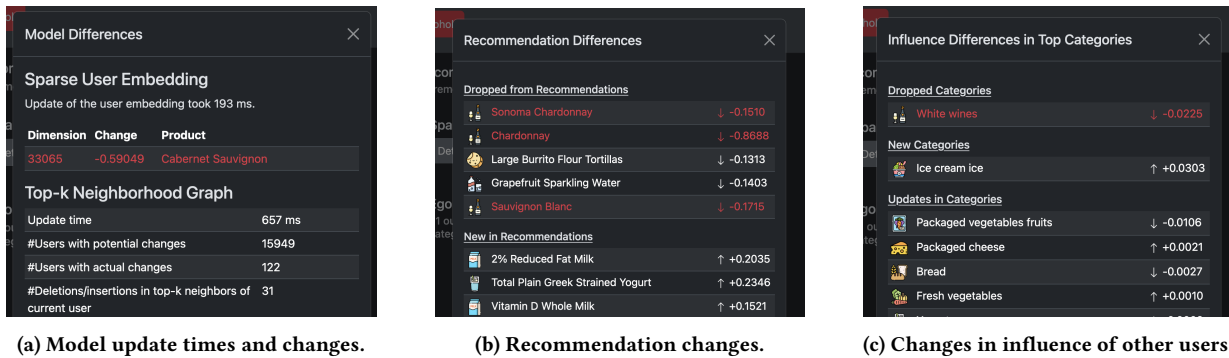 Model Differences
Sparse User Embedding
Update of the user embedding took 193 ms.
Dimension Change Product
33065 -0.59049 Cabernet Sauvignon
Top-k Neighborhood Graph
Update time 657 ms
#Users with potential changes 15949
#Users with actual changes 122
#Deletions/insertions in top-k neighbors of 31
current user
(a) Model update times and changes.
Recommendation Differences
Dropped from Recommendations
Sonoma Chardonnay ↓ -0.1510
Chardonnay ↓ -0.8688
Large Burrito Flour Tortillas ↓ -0.1313
Grapefruit Sparkling Water ↓ -0.1403
Sauvignon Blanc ↓ -0.1715
New in Recommendations
2% Reduced Fat Milk ↑ +0.2035
Total Plain Greek Strained Yogurt ↑ +0.2346
Vitamin D Whole Milk ↑ +0.1521
(b) Recommendation changes.
Influence Differences in Top Categories
Dropped Categories
White wines ↓ -0.0225
New Categories
Ice cream ice ↑ +0.0303
Updates in Categories
Packaged vegetables fruits ↓ -0.0106
Packaged cheese ↑ +0.0021
Bread ↓ -0.0027
Fresh vegetables ↑ +0.0010
(c) Changes in influence of other users